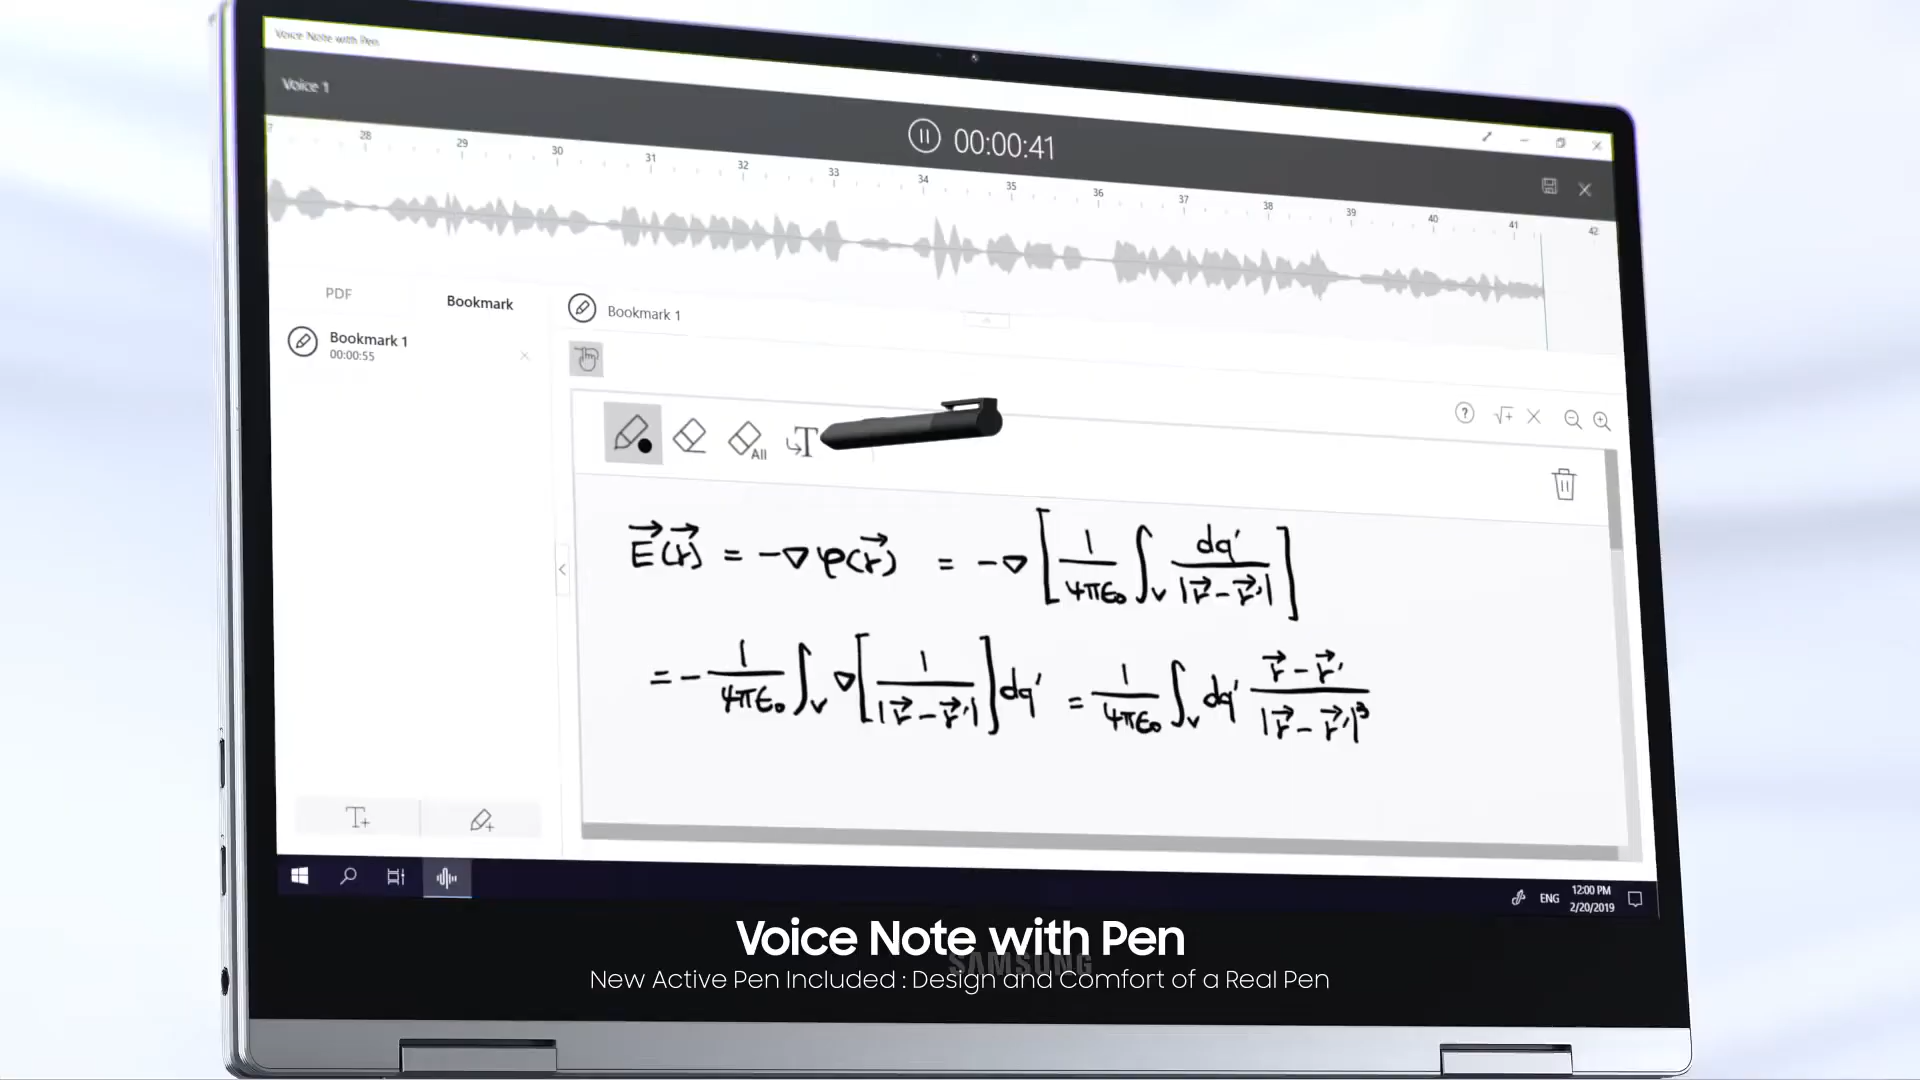 Voice Note with Pen
Voice 1
00:00:41
28 29 30 31 32 33 34 35 36 37 38 39 40 41 42
PDF
Bookmark
Bookmark 1
Bookmark 1
00:00:55
All
T
?
E⃗(r⃗) = -∇φ(r⃗) = -∇[1/4πε₀ ∫ᵥ dq'/|r⃗-r⃗'|]
= -1/4πε₀ ∫ᵥ ∇[1/|r⃗-r⃗'|]dq' = 1/4πε₀ ∫ᵥ dq' r⃗-r⃗'/|r⃗-r⃗'|³
T+
ENG
12:00 PM
2/20/2019
Voice Note with Pen
SAMSUNG
New Active Pen Included : Design and Comfort of a Real Pen